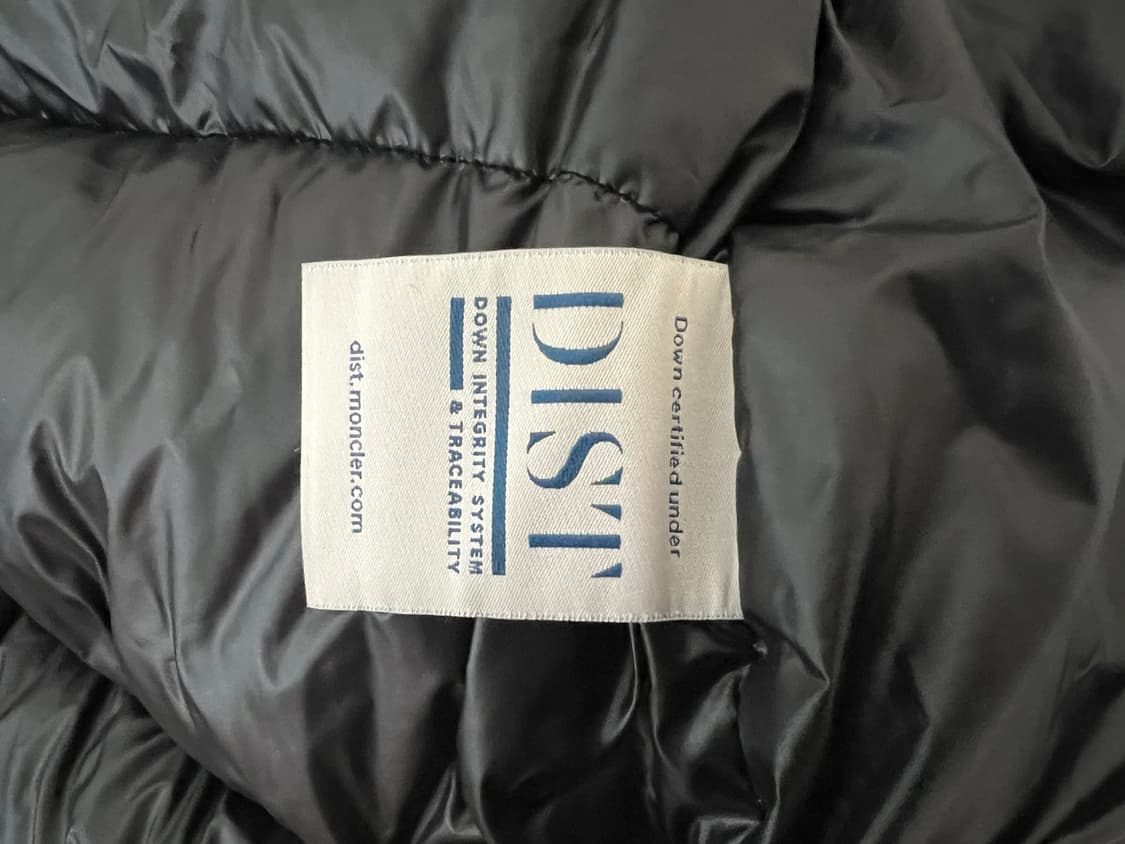 Down certified under
DIST
DOWN INTEGRITY SYSTEM
& TRACEABILITY
dist.moncler.com